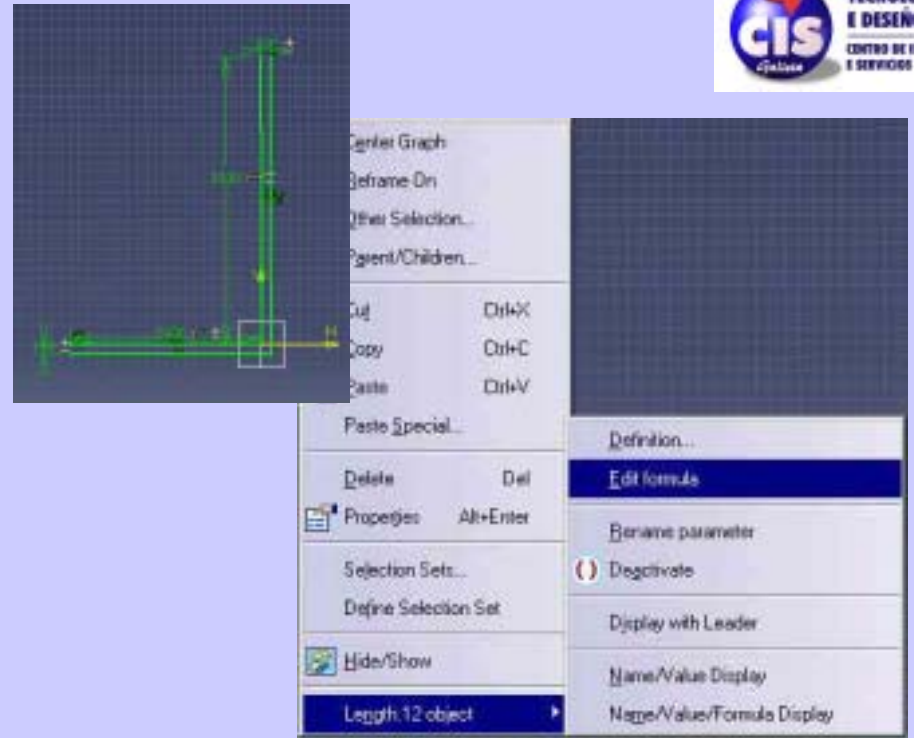 E DESEÑ
CIS
Galicia
CENTRO DE
E SERVICIOS
H
Center Graph
Reframe On
Other Selection...
Parent/Children...
Cut Ctrl+X
Copy Ctrl+C
Paste Ctrl+V
Paste Special...
Delete Del
Properties Alt+Enter
Selection Sets...
Define Selection Set
Hide/Show
Length.12 object
Definition...
Edit formula
Rename parameter
Deactivate
Display with Leader
Name/Value Display
Name/Value/Formula Display